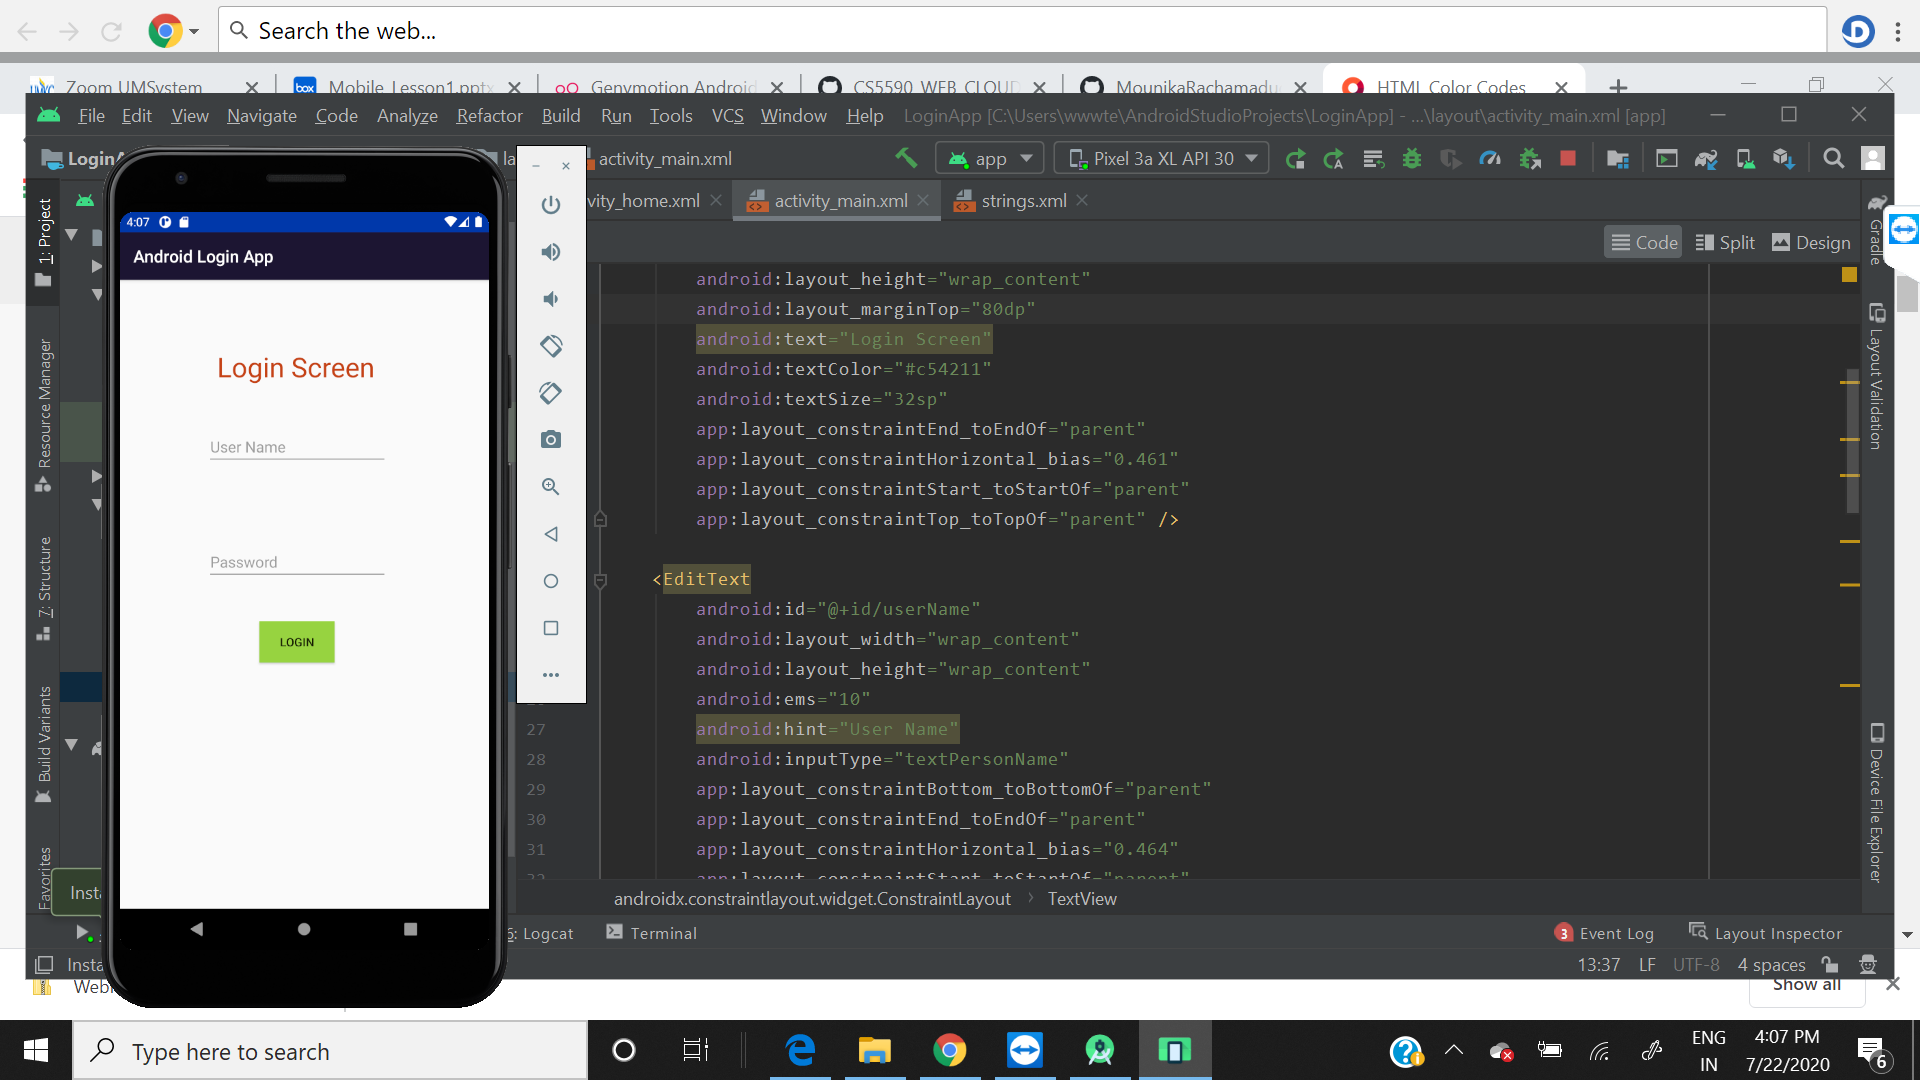 Search the web...
Zoom UMSystem
Mobile_Lesson1.pptx
Genymotion Android
CS5590_WEB_CLOUD
MounikaRachamadu
HTML Color Codes
File Edit View Navigate Code Analyze Refactor Build Run Tools VCS Window Help LoginApp [C:\Users\wwwte\AndroidStudioProjects\LoginApp] - ...\layout\activity_main.xml [app]
LoginA
la
activity_main.xml
app
Pixel 3a XL API 30
vity_home.xml
activity_main.xml
strings.xml
Code
Split
Design
1: Project
Resource Manager
7: Structure
Build Variants
Favorites
4:07
Android Login App
Login Screen
User Name
Password
LOGIN
android:layout_height="wrap_content"
android:layout_marginTop="80dp"
android:text="Login Screen"
android:textColor="#c54211"
android:textSize="32sp"
app:layout_constraintEnd_toEndOf="parent"
app:layout_constraintHorizontal_bias="0.461"
app:layout_constraintStart_toStartOf="parent"
app:layout_constraintTop_toTopOf="parent" />
<EditText
android:id="@+id/userName"
android:layout_width="wrap_content"
android:layout_height="wrap_content"
android:ems="10"
27 android:hint="User Name"
28 android:inputType="textPersonName"
29 app:layout_constraintBottom_toBottomOf="parent"
30 app:layout_constraintEnd_toEndOf="parent"
31 app:layout_constraintHorizontal_bias="0.464"
32 app:layout_constraintStart_toStartOf="parent"
Gradle
Layout Validation
Device File Explorer
androidx.constraintlayout.widget.ConstraintLayout › TextView
Insta
6: Logcat
Terminal
3 Event Log
Layout Inspector
Insta
13:37 LF UTF-8 4 spaces
Web
Show all
Type here to search
ENG
IN
4:07 PM
7/22/2020
6